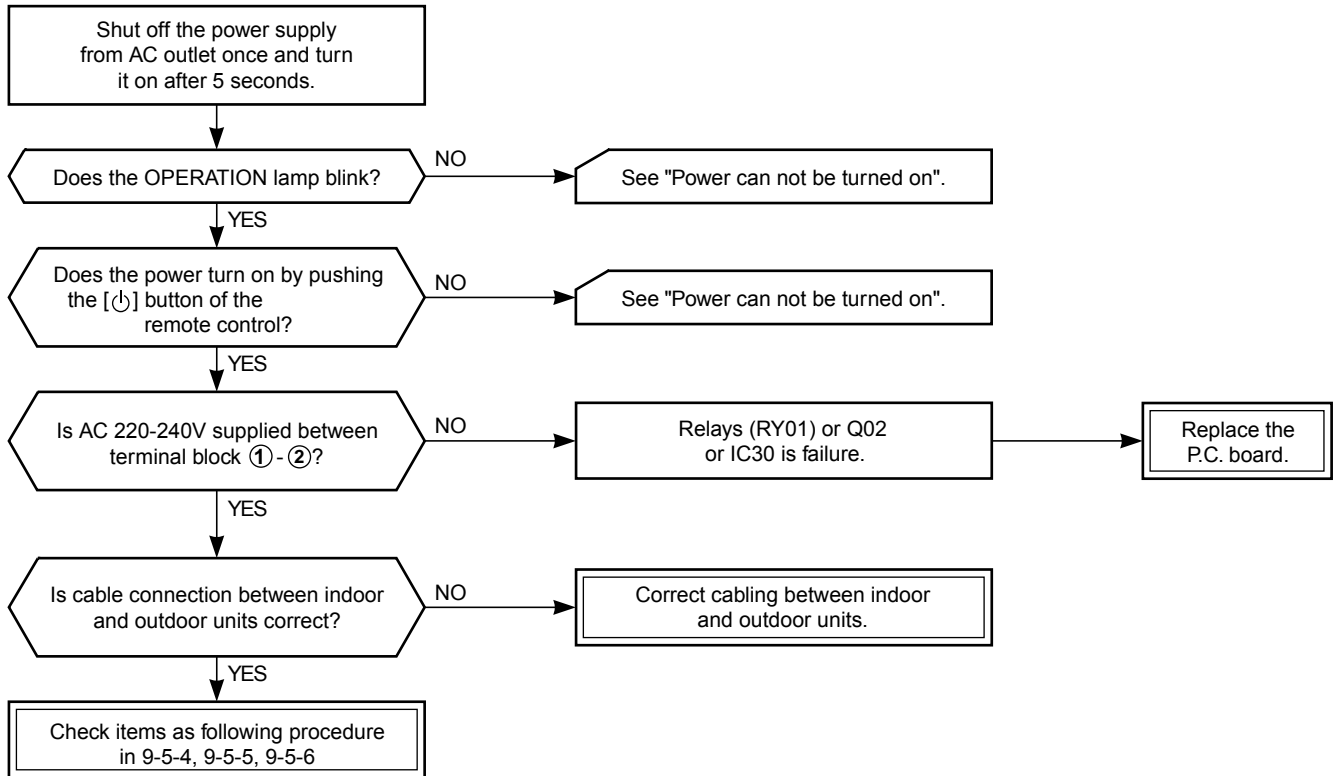 Shut off the power supply
from AC outlet once and turn
it on after 5 seconds.
Does the OPERATION lamp blink?
NO
See "Power can not be turned on".
YES
Does the power turn on by pushing
the [⏻] button of the
remote control?
NO
See "Power can not be turned on".
YES
Is AC 220-240V supplied between
terminal block ① - ②?
NO
Relays (RY01) or Q02
or IC30 is failure.
Replace the
P.C. board.
YES
Is cable connection between indoor
and outdoor units correct?
NO
Correct cabling between indoor
and outdoor units.
YES
Check items as following procedure
in 9-5-4, 9-5-5, 9-5-6